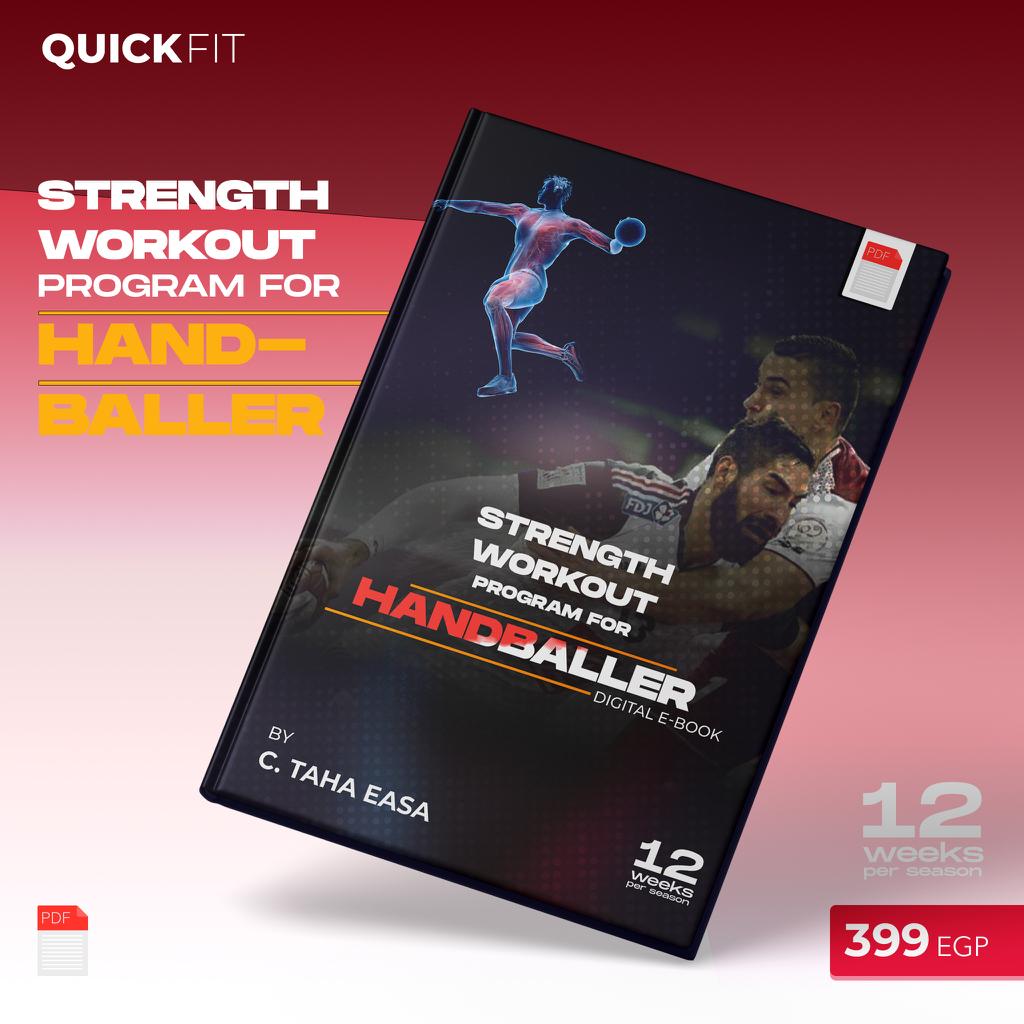 QUICKFIT
STRENGTH
WORKOUT
PROGRAM FOR
HAND-
BALLER
PDF
FDJ
STRENGTH
WORKOUT
PROGRAM FOR
HANDBALLER
DIGITAL E-BOOK
BY
C. TAHA EASA
12
weeks
per season
12
weeks
per season
PDF
399 EGP